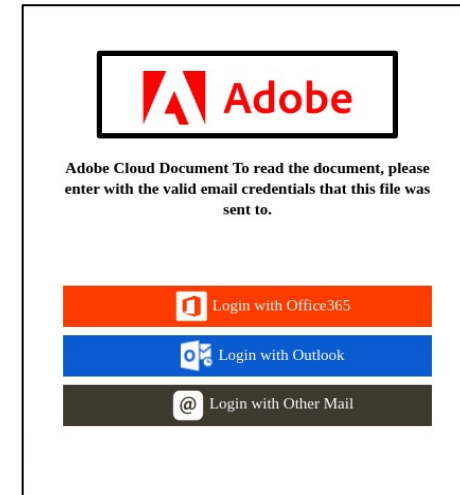 Adobe
Adobe Cloud Document To read the document, please
enter with the valid email credentials that this file was
sent to.
Login with Office365
Login with Outlook
@ Login with Other Mail